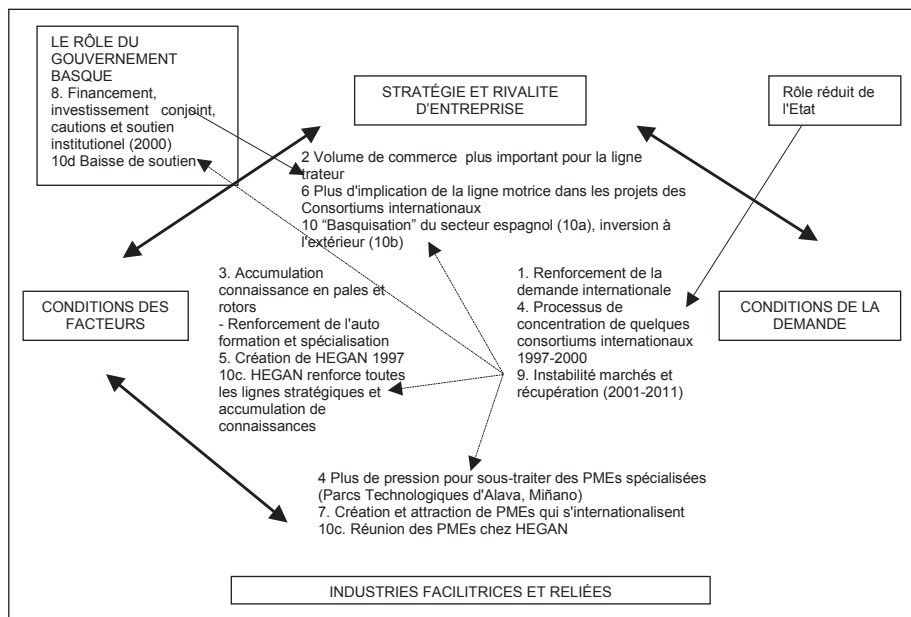 LE RÔLE DU
GOUVERNEMENT
BASQUE
8. Financement,
investissement conjoint,
cautions et soutien
institutionel (2000)
10d Baisse de soutien
STRATÉGIE ET RIVALITE
D'ENTREPRISE
Rôle réduit de
l'Etat
2 Volume de commerce plus important pour la ligne
trateur
6 Plus d'implication de la ligne motrice dans les projets des
Consortiums internationaux
10 “Basquisation” du secteur espagnol (10a), inversion à
l'extérieur (10b)
CONDITIONS DES
FACTEURS
3. Accumulation
connaissance en pales et
rotors
- Renforcement de l'auto
formation et spécialisation
5. Création de HEGAN 1997
10c. HEGAN renforce toutes
les lignes stratégiques et
accumulation de
connaissances
1. Renforcement de la
demande internationale
4. Processus de
concentration de quelques
consortiums internationaux
1997-2000
9. Instabilité marchés et
récupération (2001-2011)
CONDITIONS DE LA
DEMANDE
4 Plus de pression pour sous-traiter des PMEs spécialisées
(Parcs Technologiques d'Alava, Miñano)
7. Création et attraction de PMEs qui s'internationalisent
10c. Réunion des PMEs chez HEGAN
INDUSTRIES FACILITRICES ET RELIÉES